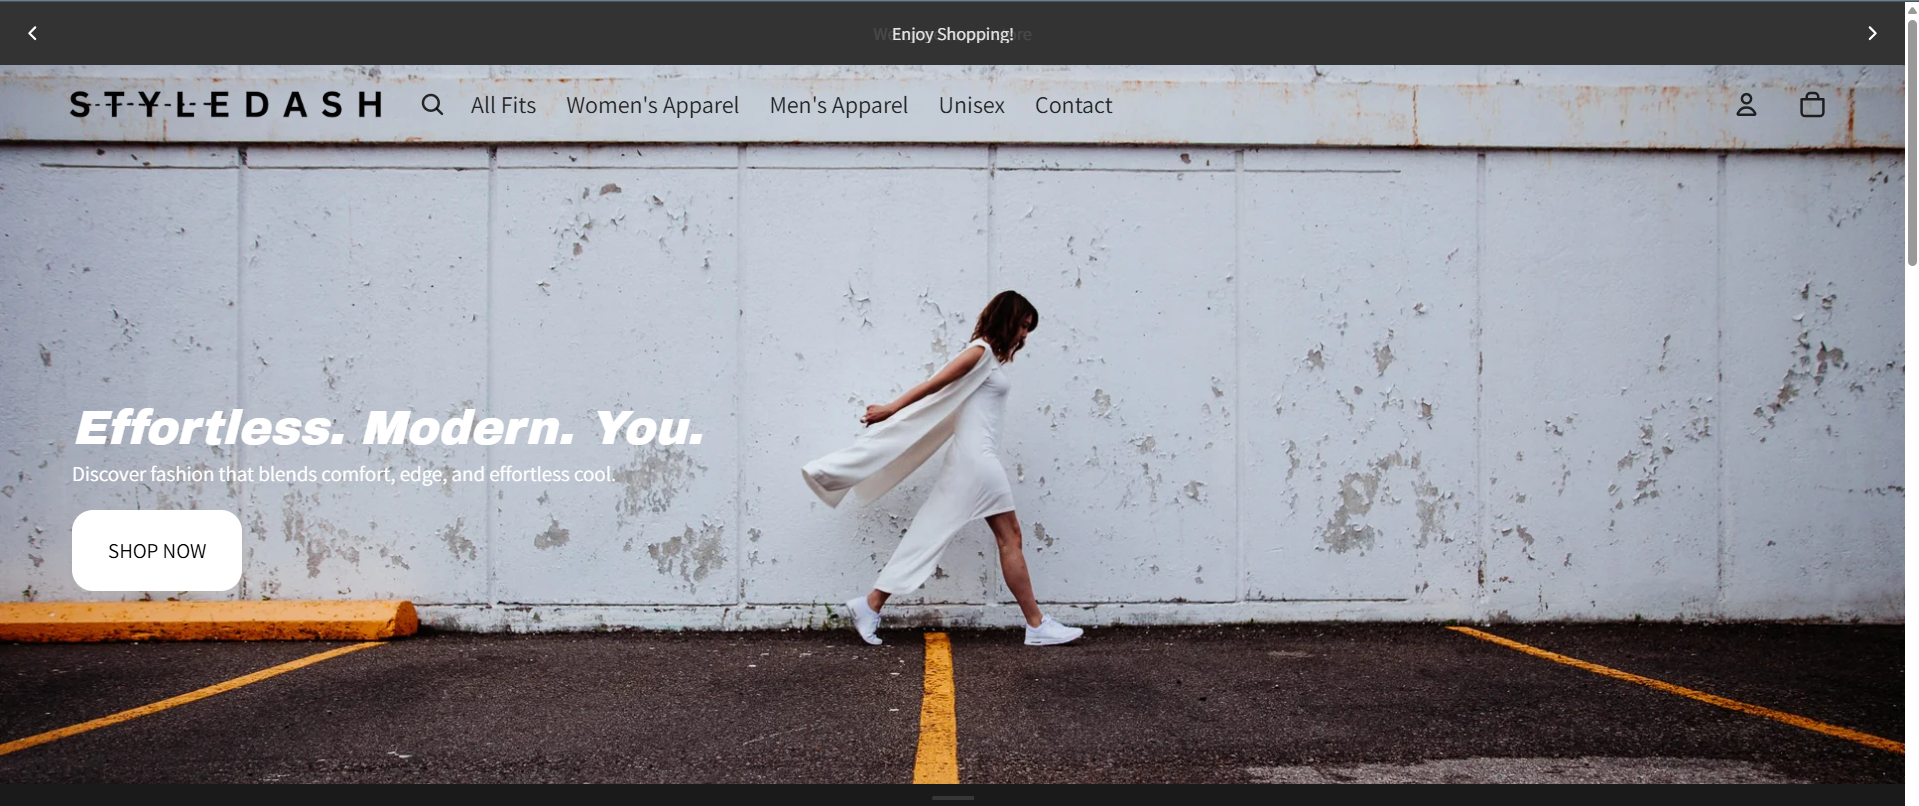 Enjoy Shopping!
STYLEDASH
All Fits
Women's Apparel
Men's Apparel
Unisex
Contact
Effortless. Modern. You.
Discover fashion that blends comfort, edge, and effortless cool.
SHOP NOW